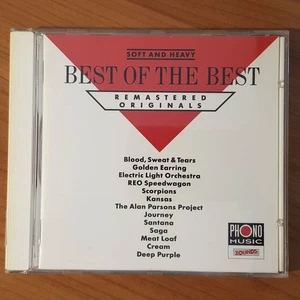 SOFT AND HEAVY
BEST OF THE BEST
REMASTERED
ORIGINALS
Blood, Sweat & Tears
Golden Earring
Electric Light Orchestra
REO Speedwagon
Scorpions
Kansas
The Alan Parsons Project
Journey
Santana
Saga
Meat Loaf
Cream
Deep Purple
PHONO
MUSIC
SOUNDS